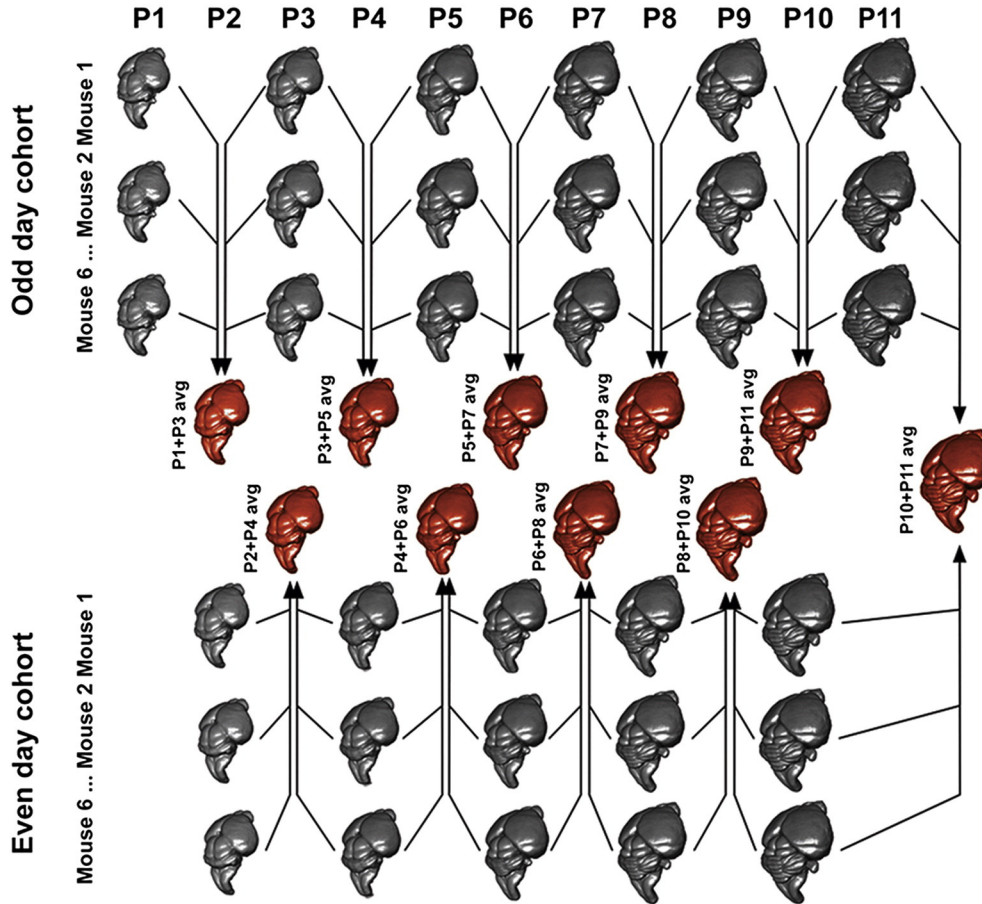 P1 P2 P3 P4 P5 P6 P7 P8 P9 P10 P11
Odd day cohort
Mouse 6 ... Mouse 2 Mouse 1
P1+P3 avg
P3+P5 avg
P5+P7 avg
P7+P9 avg
P9+P11 avg
P10+P11 avg
P2+P4 avg
P4+P6 avg
P6+P8 avg
P8+P10 avg
Even day cohort
Mouse 6 ... Mouse 2 Mouse 1